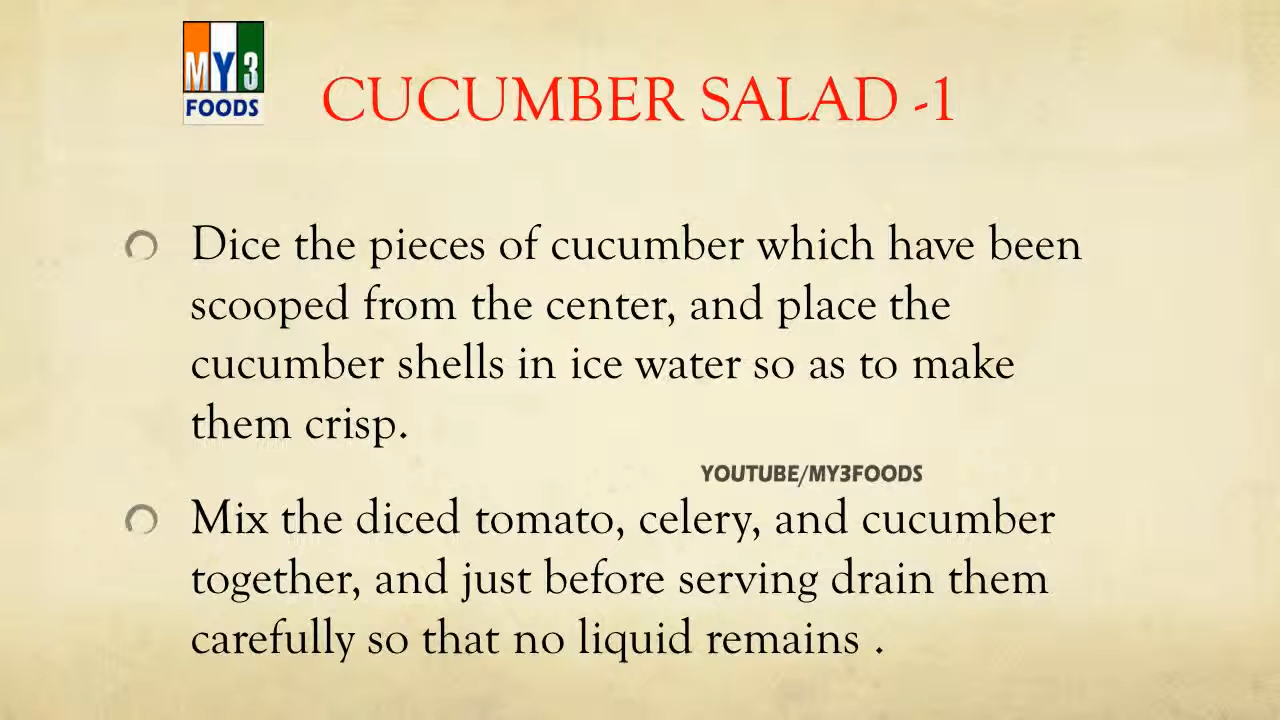 MY3
FOODS
CUCUMBER SALAD -1
Dice the pieces of cucumber which have been
scooped from the center, and place the
cucumber shells in ice water so as to make
them crisp.
YOUTUBE/MY3FOODS
Mix the diced tomato, celery, and cucumber
together, and just before serving drain them
carefully so that no liquid remains .